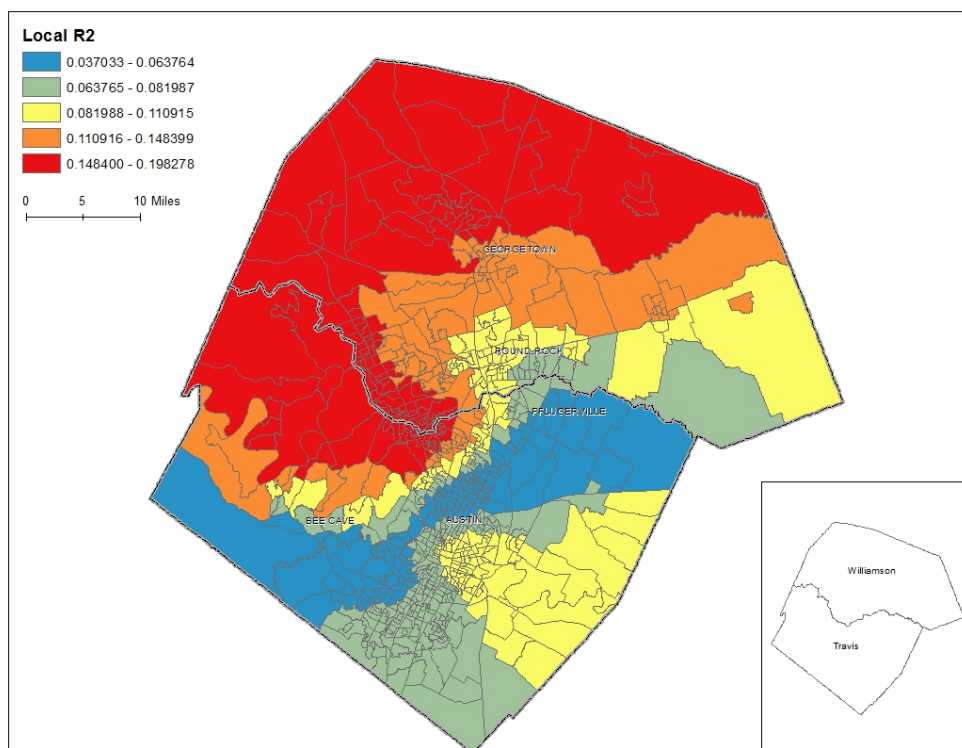 Local R2
0.037033 - 0.063764
0.063765 - 0.081987
0.081988 - 0.110915
0.110916 - 0.148399
0.148400 - 0.198278
0 5 10 Miles
GEORGETOWN
ROUND ROCK
PFLUGERVILLE
BEE CAVE
AUSTIN
Williamson
Travis